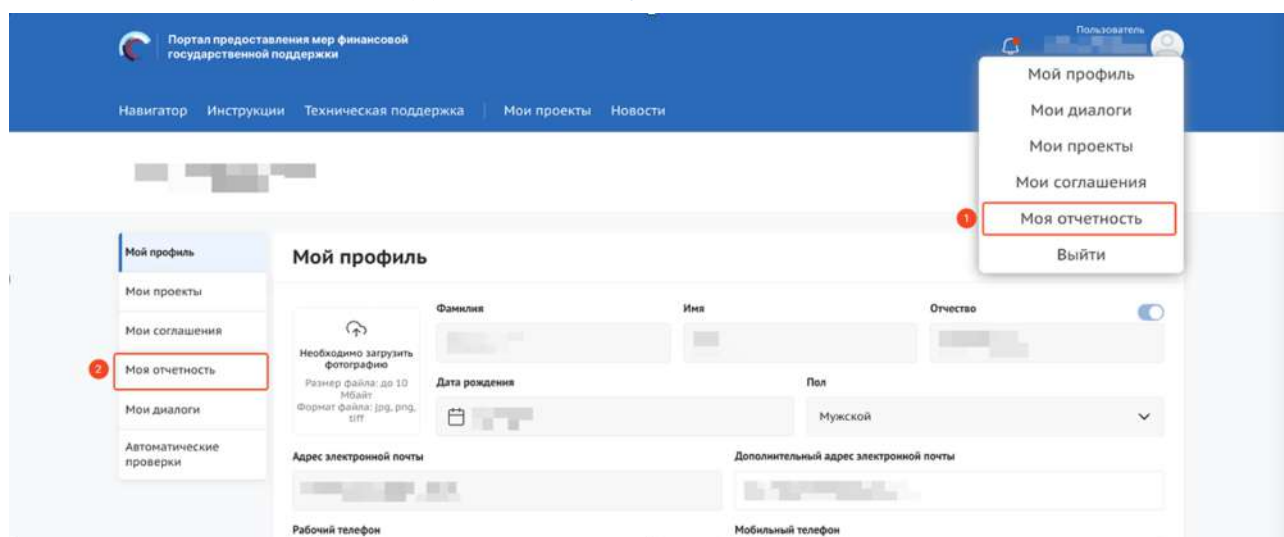 Портал предоставления мер финансовой
государственной поддержки
Пользователь
Навигатор Инструкции Техническая поддержка Мои проекты Новости
Мой профиль
Мои диалоги
Мои проекты
Мои соглашения
1 Моя отчетность
Выйти
Мой профиль
Мои проекты
Мои соглашения
2 Моя отчетность
Мои диалоги
Автоматические
проверки
Мой профиль
Необходимо загрузить
фотографию
Размер файла: до 10
Мбайт
Формат файла: jpg, png,
tiff
Фамилия Имя Отчество
Дата рождения Пол
Мужской
Адрес электронной почты Дополнительный адрес электронной почты
Рабочий телефон Мобильный телефон